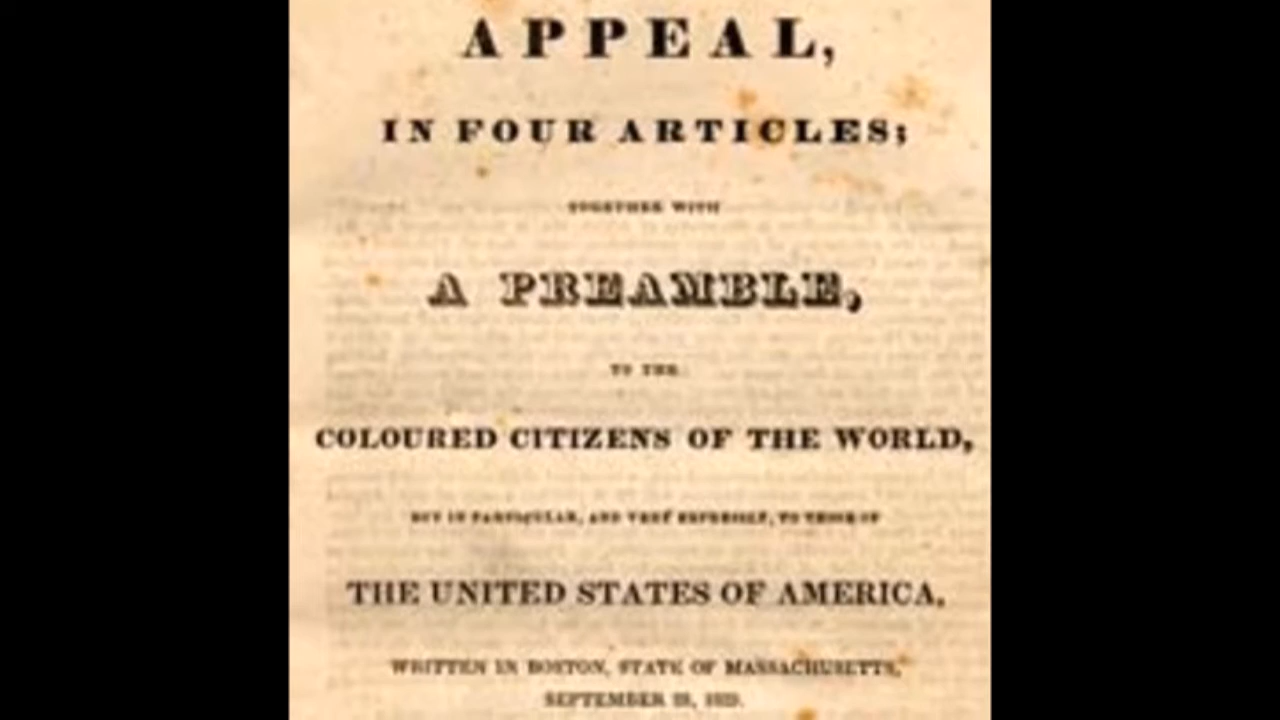 APPEAL,
IN FOUR ARTICLES;
TOGETHER WITH
A PREAMBLE,
TO THE
COLOURED CITIZENS OF THE WORLD,
BUT IN PARTICULAR, AND VERY EXPRESSLY, TO THOSE OF
THE UNITED STATES OF AMERICA,
WRITTEN IN BOSTON, STATE OF MASSACHUSETTS,
SEPTEMBER